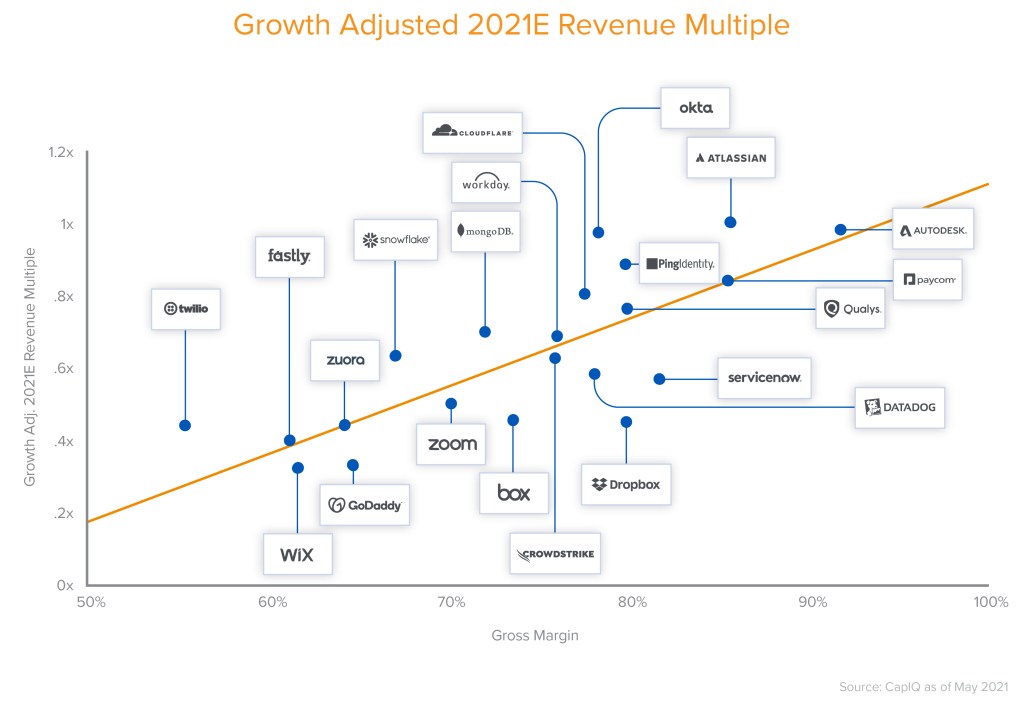 Growth Adjusted 2021E Revenue Multiple
okta
CLOUDFLARE
ATLASSIAN
1.2x
workday.
1x
mongoDB.
snowflake
AUTODESK.
fastly
PingIdentity.
paycom
.8x
twilio
Qualys.
Growth Adj. 2021E Revenue Multiple
zuora
.6x
servicenow
DATADOG
.4x
zoom
Dropbox
box
GoDaddy
.2x
WiX
CROWDSTRIKE
0x
50%
60%
70%
80%
90%
100%
Gross Margin
Source: CapIQ as of May 2021